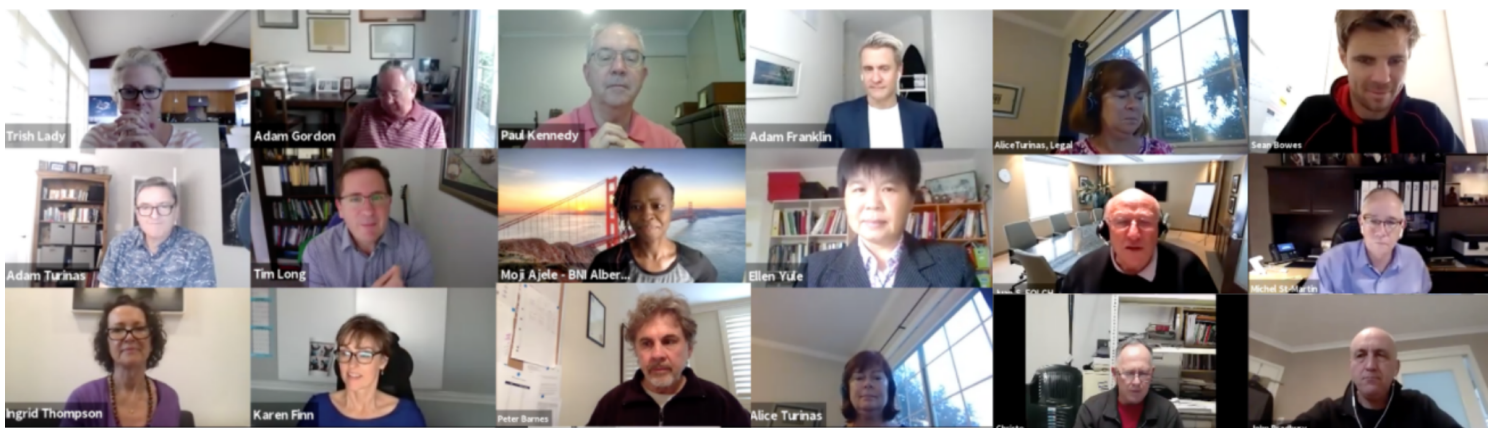 Trish Lady
Adam Gordon
Paul Kennedy
Adam Franklin
AliceTurinas, Legal
Sean Bowes
Adam Turinas
Tim Long
Moji Ajele - BNI Alber...
Ellen Yule
Michel St-Martin
Ingrid Thompson
Karen Finn
Peter Barnes
Alice Turinas